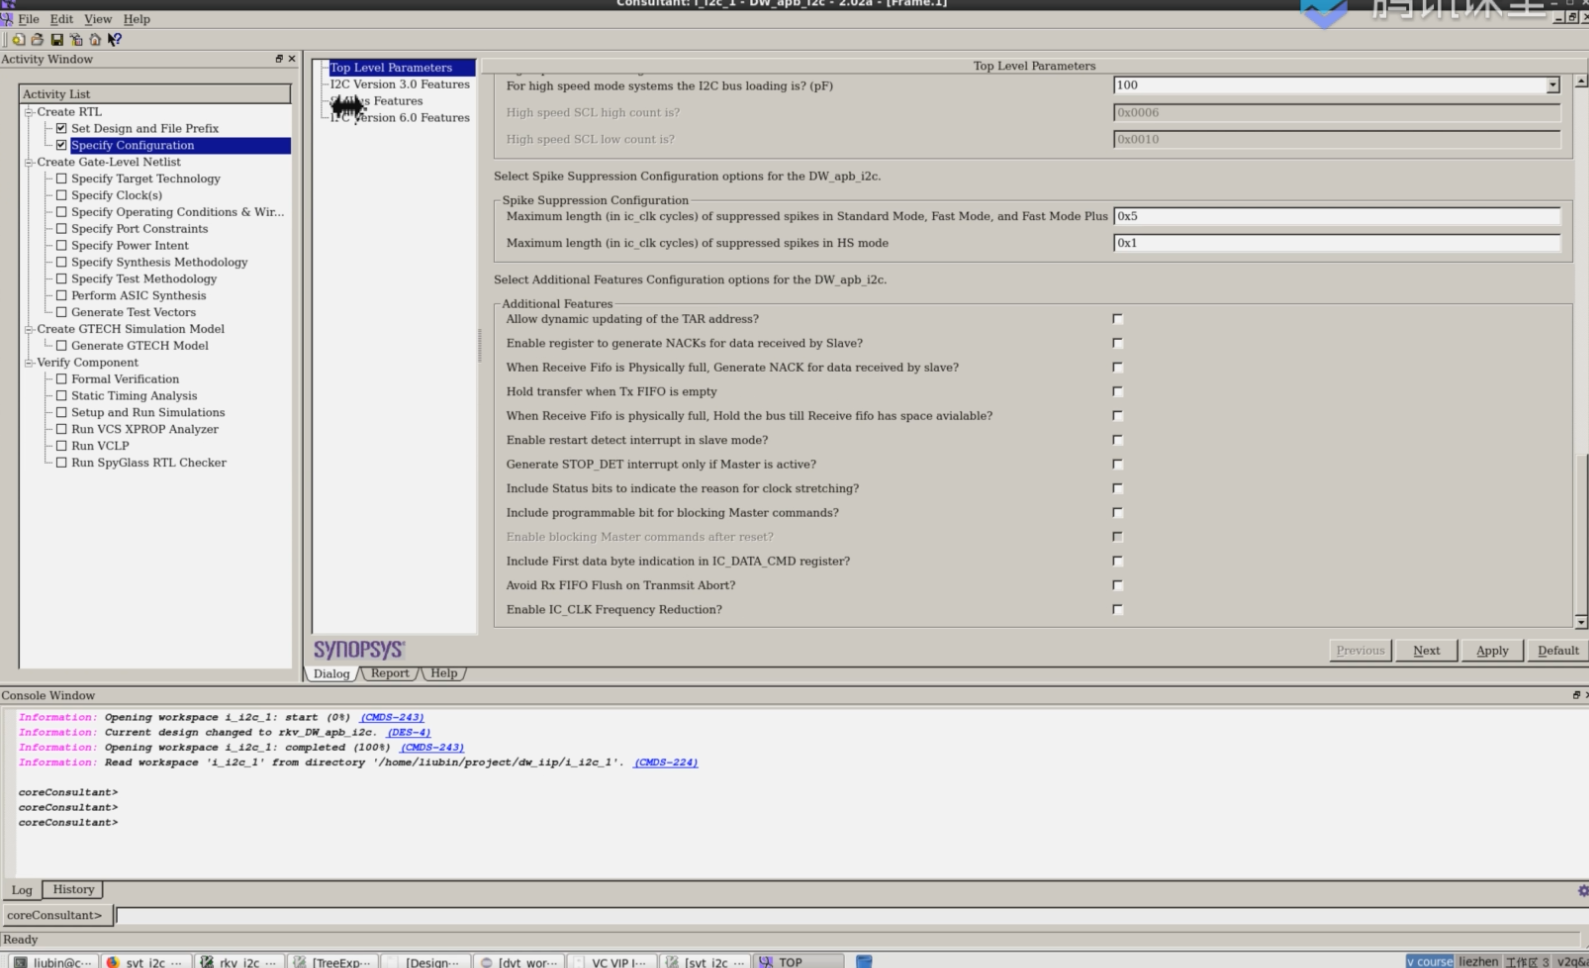 Consultant: i_i2c_1 - DW_apb_i2c - 2.02a - [Frame.1]
腾讯课堂
File Edit View Help
Activity Window
Activity List
Create RTL
Set Design and File Prefix
Specify Configuration
Create Gate-Level Netlist
Specify Target Technology
Specify Clock(s)
Specify Operating Conditions & Wir...
Specify Port Constraints
Specify Power Intent
Specify Synthesis Methodology
Specify Test Methodology
Perform ASIC Synthesis
Generate Test Vectors
Create GTECH Simulation Model
Generate GTECH Model
Verify Component
Formal Verification
Static Timing Analysis
Setup and Run Simulations
Run VCS XPROP Analyzer
Run VCLP
Run SpyGlass RTL Checker
Top Level Parameters
I2C Version 3.0 Features
Features
Version 6.0 Features
Top Level Parameters
For high speed mode systems the I2C bus loading is? (pF) 100
High speed SCL high count is? 0x0006
High speed SCL low count is? 0x0010
Select Spike Suppression Configuration options for the DW_apb_i2c.
Spike Suppression Configuration
Maximum length (in ic_clk cycles) of suppressed spikes in Standard Mode, Fast Mode, and Fast Mode Plus 0x5
Maximum length (in ic_clk cycles) of suppressed spikes in HS mode 0x1
Select Additional Features Configuration options for the DW_apb_i2c.
Additional Features
Allow dynamic updating of the TAR address?
Enable register to generate NACKs for data received by Slave?
When Receive Fifo is Physically full, Generate NACK for data received by slave?
Hold transfer when Tx FIFO is empty
When Receive Fifo is physically full, Hold the bus till Receive fifo has space avialable?
Enable restart detect interrupt in slave mode?
Generate STOP_DET interrupt only if Master is active?
Include Status bits to indicate the reason for clock stretching?
Include programmable bit for blocking Master commands?
Enable blocking Master commands after reset?
Include First data byte indication in IC_DATA_CMD register?
Avoid Rx FIFO Flush on Tranmsit Abort?
Enable IC_CLK Frequency Reduction?
SYNOPSYS
Previous Next Apply Default
Dialog Report Help
Console Window
Information: Opening workspace i_i2c_1: start (0%) (CMDS-243)
Information: Current design changed to rkv_DW_apb_i2c. (DES-4)
Information: Opening workspace i_i2c_1: completed (100%) (CMDS-243)
Information: Read workspace 'i_i2c_1' from directory '/home/liubin/project/dw_iip/i_i2c_1'. (CMDS-224)
coreConsultant>
coreConsultant>
coreConsultant>
Log History
coreConsultant>
Ready
liubin@c··· svt_i2c ··· rkv_i2c ··· [TreeExp··· [Design··· [dvt_wor··· VC VIP I··· [svt_i2c ··· TOP v course liezhen 工作区 3